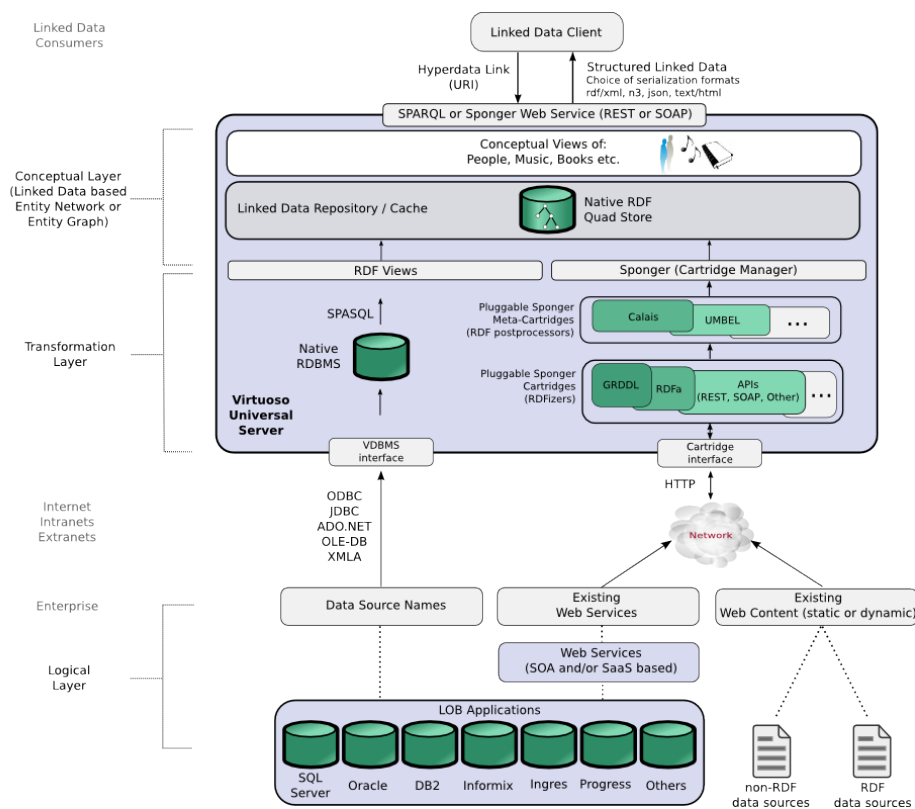 Linked Data
Consumers
Linked Data Client
Hyperdata Link
(URI)
Structured Linked Data
Choice of serialization formats
rdf/xml, n3, json, text/html
SPARQL or Sponger Web Service (REST or SOAP)
Conceptual Views of:
People, Music, Books etc.
Conceptual Layer
(Linked Data based
Entity Network or
Entity Graph)
Linked Data Repository / Cache
Native RDF
Quad Store
RDF Views
Sponger (Cartridge Manager)
Transformation
Layer
SPASQL
Native
RDBMS
Pluggable Sponger
Meta-Cartridges
(RDF postprocessors)
Calais
UMBEL
...
Pluggable Sponger
Cartridges
(RDFizers)
GRDDL
RDFa
APIs
(REST, SOAP, Other)
...
Virtuoso
Universal
Server
VDBMS
interface
Cartridge
interface
Internet
Intranets
Extranets
ODBC
JDBC
ADO.NET
OLE-DB
XMLA
HTTP
Network
Enterprise
Data Source Names
Existing
Web Services
Existing
Web Content (static or dynamic)
Logical
Layer
Web Services
(SOA and/or SaaS based)
LOB Applications
SQL
Server
Oracle
DB2
Informix
Ingres
Progress
Others
non-RDF
data sources
RDF
data sources